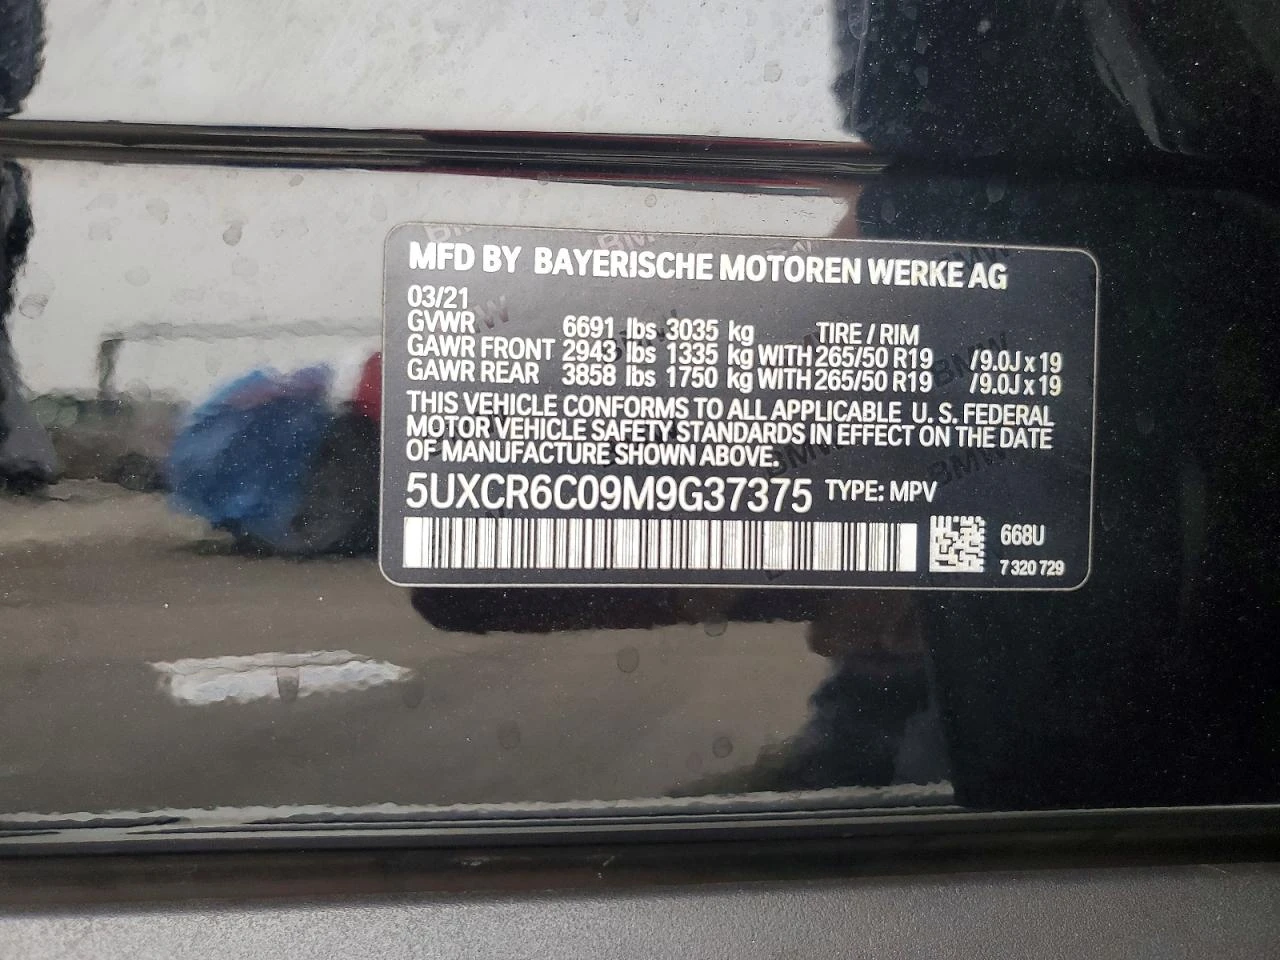 MFD BY BAYERISCHE MOTOREN WERKE AG
03/21
GVWR 6691 lbs 3035 kg TIRE / RIM
GAWR FRONT 2943 lbs 1335 kg WITH 265/50 R19 /9.0J x 19
GAWR REAR 3858 lbs 1750 kg WITH 265/50 R19 /9.0J x 19
THIS VEHICLE CONFORMS TO ALL APPLICABLE U. S. FEDERAL
MOTOR VEHICLE SAFETY STANDARDS IN EFFECT ON THE DATE
OF MANUFACTURE SHOWN ABOVE.
5UXCR6C09M9G37375 TYPE: MPV
668U
7 320 729